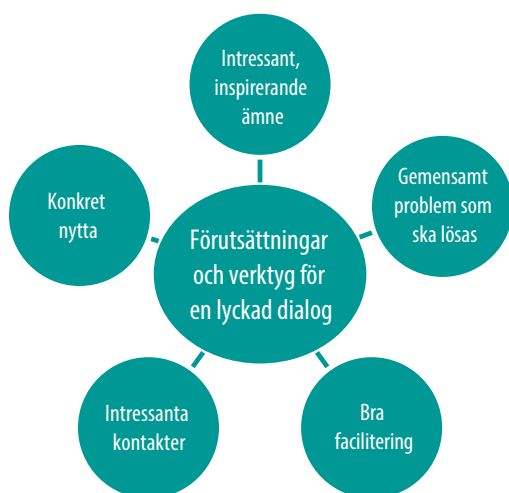 Intressant,
inspirerande
ämne
Gemensamt
problem som
ska lösas
Konkret
nytta
Förutsättningar
och verktyg för
en lyckad dialog
Intressanta
kontakter
Bra
facilitering